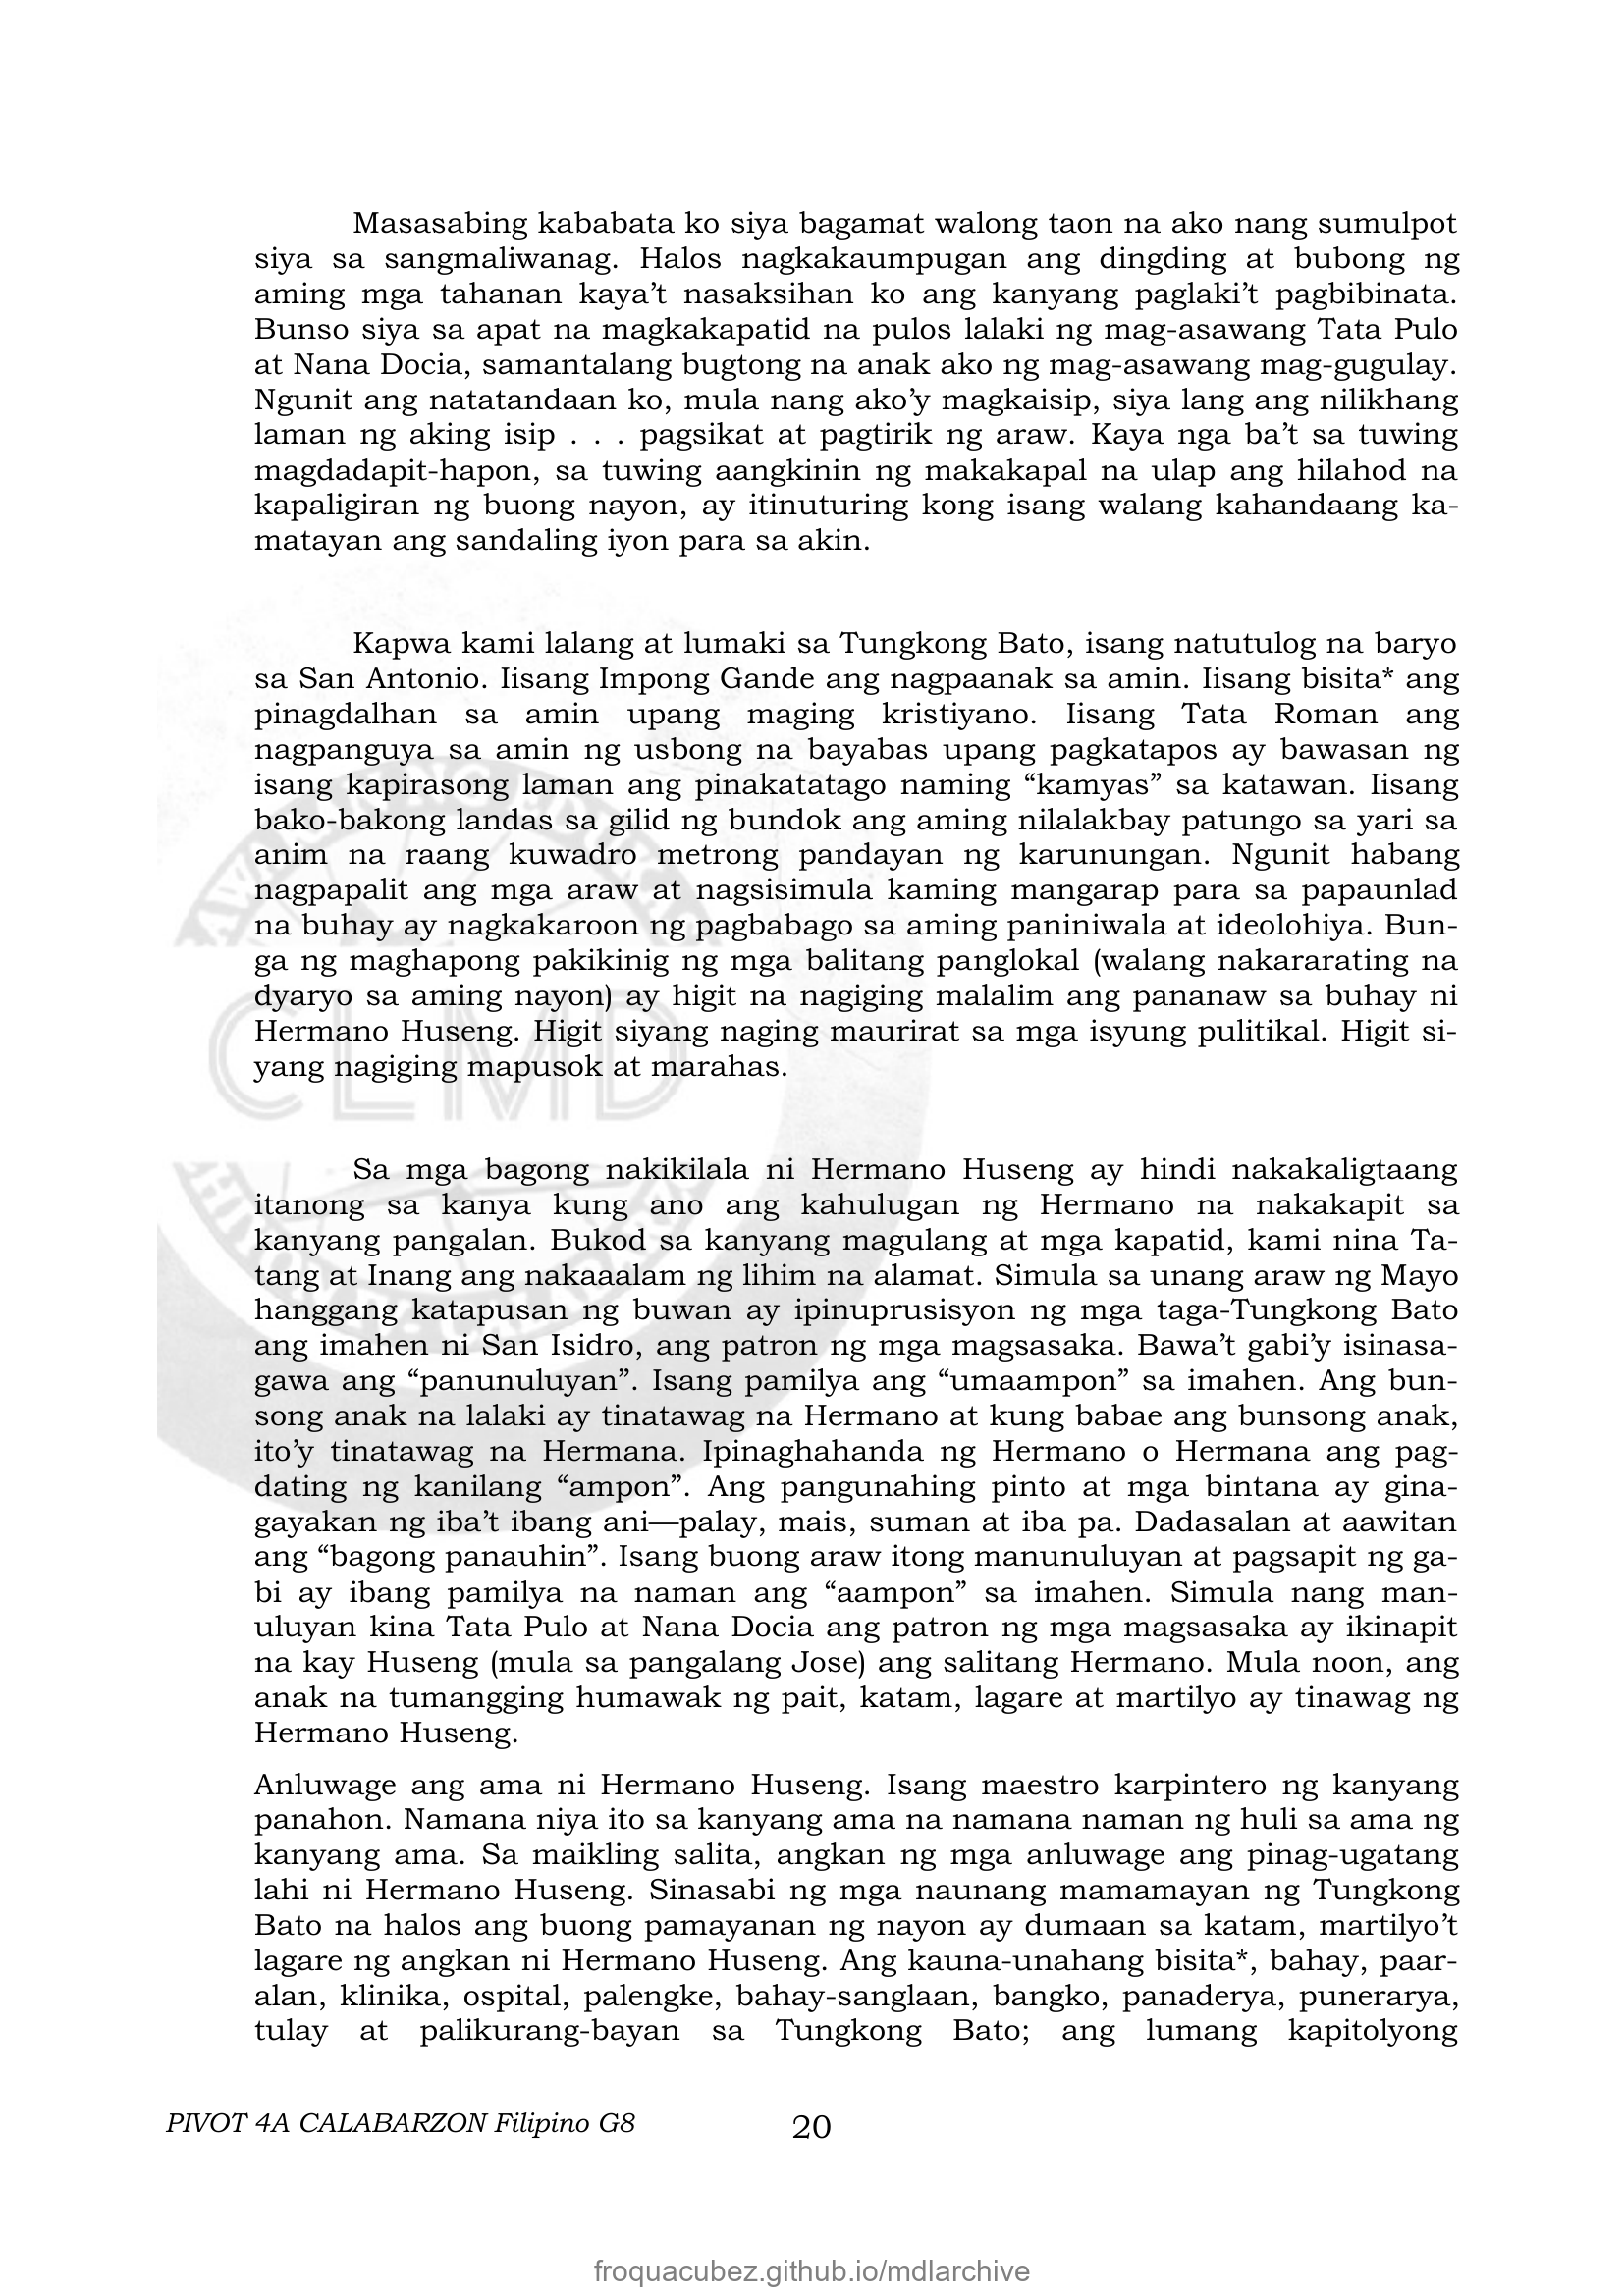 Masasabing kababata ko siya bagamat walong taon na ako nang sumulpot
siya sa sangmaliwanag. Halos nagkakaumpugan ang dingding at bubong ng
aming mga tahanan kaya’t nasaksihan ko ang kanyang paglaki’t pagbibinata.
Bunso siya sa apat na magkakapatid na pulos lalaki ng mag-asawang Tata Pulo
at Nana Docia, samantalang bugtong na anak ako ng mag-asawang mag-gugulay.
Ngunit ang natatandaan ko, mula nang ako’y magkaisip, siya lang ang nilikhang
laman ng aking isip . . . pagsikat at pagtirik ng araw. Kaya nga ba’t sa tuwing
magdadapit-hapon, sa tuwing aangkinin ng makakapal na ulap ang hilahod na
kapaligiran ng buong nayon, ay itinuturing kong isang walang kahandaang ka-
matayan ang sandaling iyon para sa akin.
Kapwa kami lalang at lumaki sa Tungkong Bato, isang natutulog na baryo
sa San Antonio. Iisang Impong Gande ang nagpaanak sa amin. Iisang bisita* ang
pinagdalhan sa amin upang maging kristiyano. Iisang Tata Roman ang
nagpanguya sa amin ng usbong na bayabas upang pagkatapos ay bawasan ng
isang kapirasong laman ang pinakatatago naming “kamyas” sa katawan. Iisang
bako-bakong landas sa gilid ng bundok ang aming nilalakbay patungo sa yari sa
anim na raang kuwadro metrong pandayan ng karunungan. Ngunit habang
nagpapalit ang mga araw at nagsisimula kaming mangarap para sa papaunlad
na buhay ay nagkakaroon ng pagbabago sa aming paniniwala at ideolohiya. Bun-
ga ng maghapong pakikinig ng mga balitang panglokal (walang nakararating na
dyaryo sa aming nayon) ay higit na nagiging malalim ang pananaw sa buhay ni
Hermano Huseng. Higit siyang naging maurirat sa mga isyung pulitikal. Higit si-
yang nagiging mapusok at marahas.
CLMD
Sa mga bagong nakikilala ni Hermano Huseng ay hindi nakakaligtaang
itanong sa kanya kung ano ang kahulugan ng Hermano na nakakapit sa
kanyang pangalan. Bukod sa kanyang magulang at mga kapatid, kami nina Ta-
tang at Inang ang nakaaalam ng lihim na alamat. Simula sa unang araw ng Mayo
hanggang katapusan ng buwan ay ipinuprusisyon ng mga taga-Tungkong Bato
ang imahen ni San Isidro, ang patron ng mga magsasaka. Bawa’t gabi’y isinasa-
gawa ang “panunuluyan”. Isang pamilya ang “umaampon” sa imahen. Ang bun-
song anak na lalaki ay tinatawag na Hermano at kung babae ang bunsong anak,
ito’y tinatawag na Hermana. Ipinaghahanda ng Hermano o Hermana ang pag-
dating ng kanilang “ampon”. Ang pangunahing pinto at mga bintana ay gina-
gayakan ng iba’t ibang ani—palay, mais, suman at iba pa. Dadasalan at aawitan
ang “bagong panauhin”. Isang buong araw itong manunuluyan at pagsapit ng ga-
bi ay ibang pamilya na naman ang “aampon” sa imahen. Simula nang man-
uluyan kina Tata Pulo at Nana Docia ang patron ng mga magsasaka ay ikinapit
na kay Huseng (mula sa pangalang Jose) ang salitang Hermano. Mula noon, ang
anak na tumangging humawak ng pait, katam, lagare at martilyo ay tinawag ng
Hermano Huseng.
Anluwage ang ama ni Hermano Huseng. Isang maestro karpintero ng kanyang
panahon. Namana niya ito sa kanyang ama na namana naman ng huli sa ama ng
kanyang ama. Sa maikling salita, angkan ng mga anluwage ang pinag-ugatang
lahi ni Hermano Huseng. Sinasabi ng mga naunang mamamayan ng Tungkong
Bato na halos ang buong pamayanan ng nayon ay dumaan sa katam, martilyo’t
lagare ng angkan ni Hermano Huseng. Ang kauna-unahang bisita*, bahay, paar-
alan, klinika, ospital, palengke, bahay-sanglaan, bangko, panaderya, punerarya,
tulay at palikurang-bayan sa Tungkong Bato; ang lumang kapitolyong
PIVOT 4A CALABARZON Filipino G8
20
froquacubez.github.io/mdlarchive